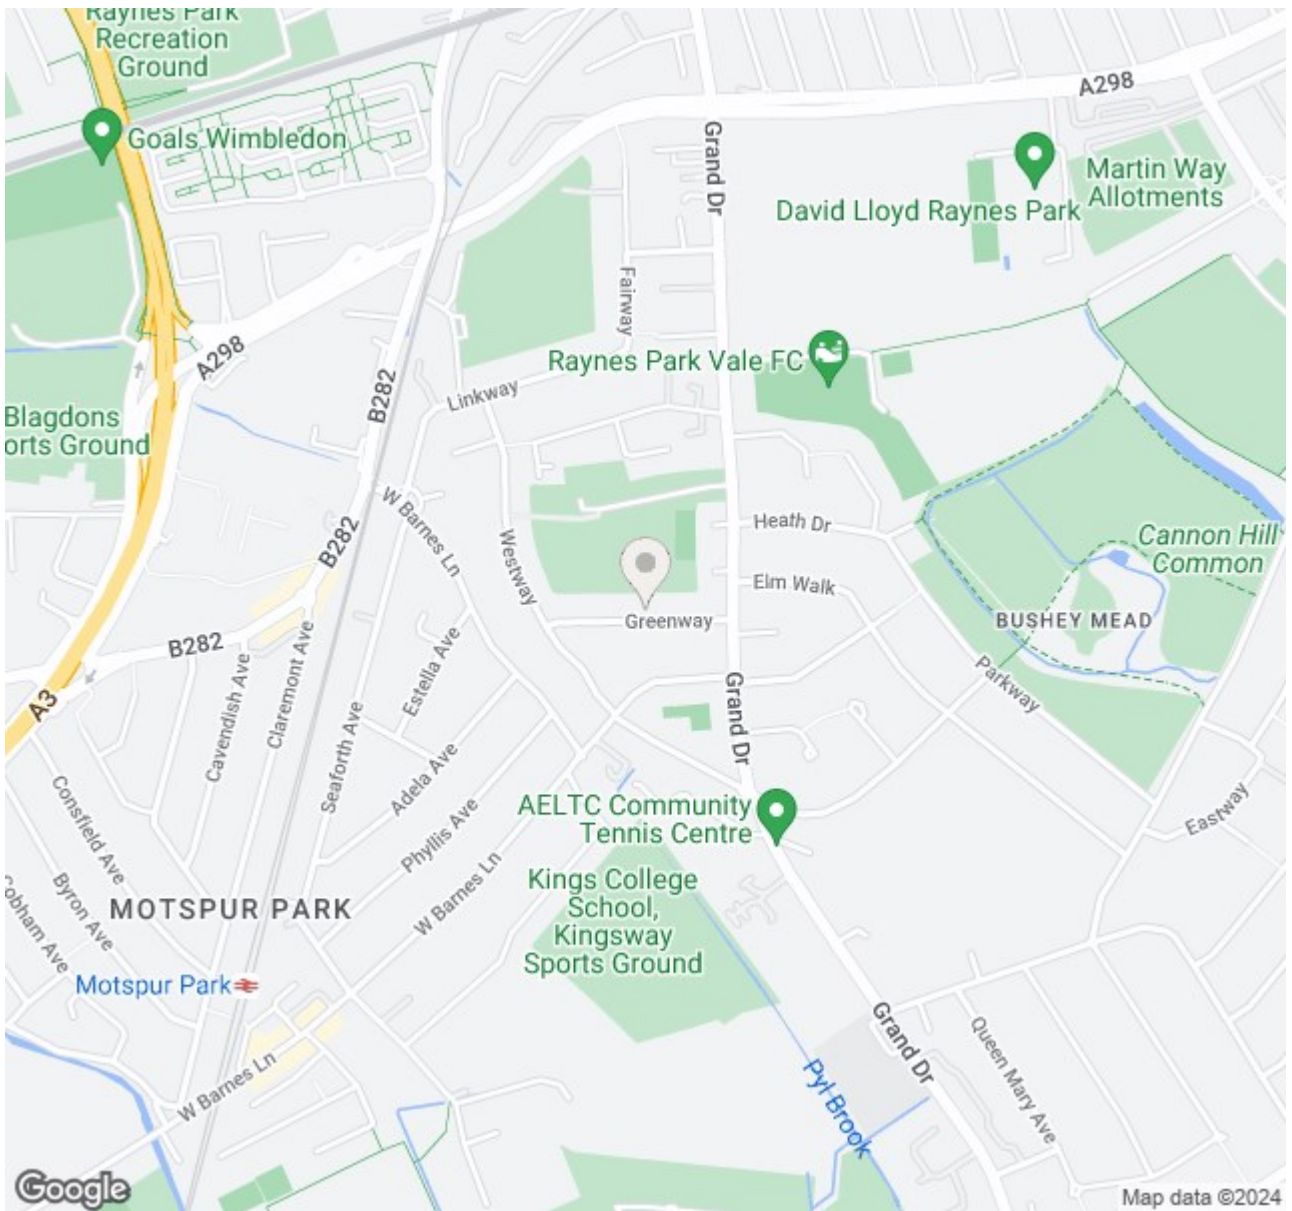 Raynes Park
Recreation
Ground
A298
Goals Wimbledon
Grand Dr
Martin Way
Allotments
David Lloyd Raynes Park
Fairway
A298
Raynes Park Vale FC
B282
Linkway
Blagdons
orts Ground
W Barnes Ln
Heath Dr
Westway
B282
Cannon Hill
Common
Elm Walk
Greenway
BUSHEY MEAD
B282
Estella Ave
Claremont Ave
Cavendish Ave
Parkway
A3
Grand Dr
Seaforth Ave
Adela Ave
Consfield Ave
AELTC Community
Tennis Centre
Eastway
Phyllis Ave
Kings College
School,
Kingsway
Sports Ground
W Barnes Ln
Byron Ave
MOTSPUR PARK
Cobham Ave
Motspur Park
Grand Dr
Queen Mary Ave
W Barnes Ln
Pyl Brook
Google
Map data ©2024